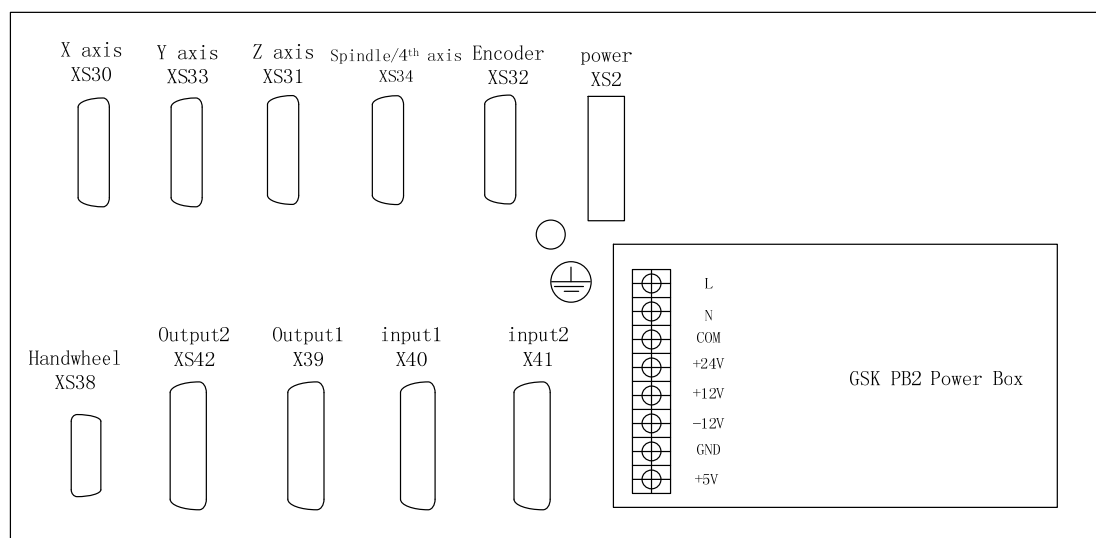 X axis
XS30
Y axis
XS33
Z axis
XS31
Spindle/4th axis
XS34
Encoder
XS32
power
XS2
Handwheel
XS38
Output2
XS42
Output1
X39
input1
X40
input2
X41
L
N
COM
+24V
+12V
-12V
GND
+5V
GSK PB2 Power Box